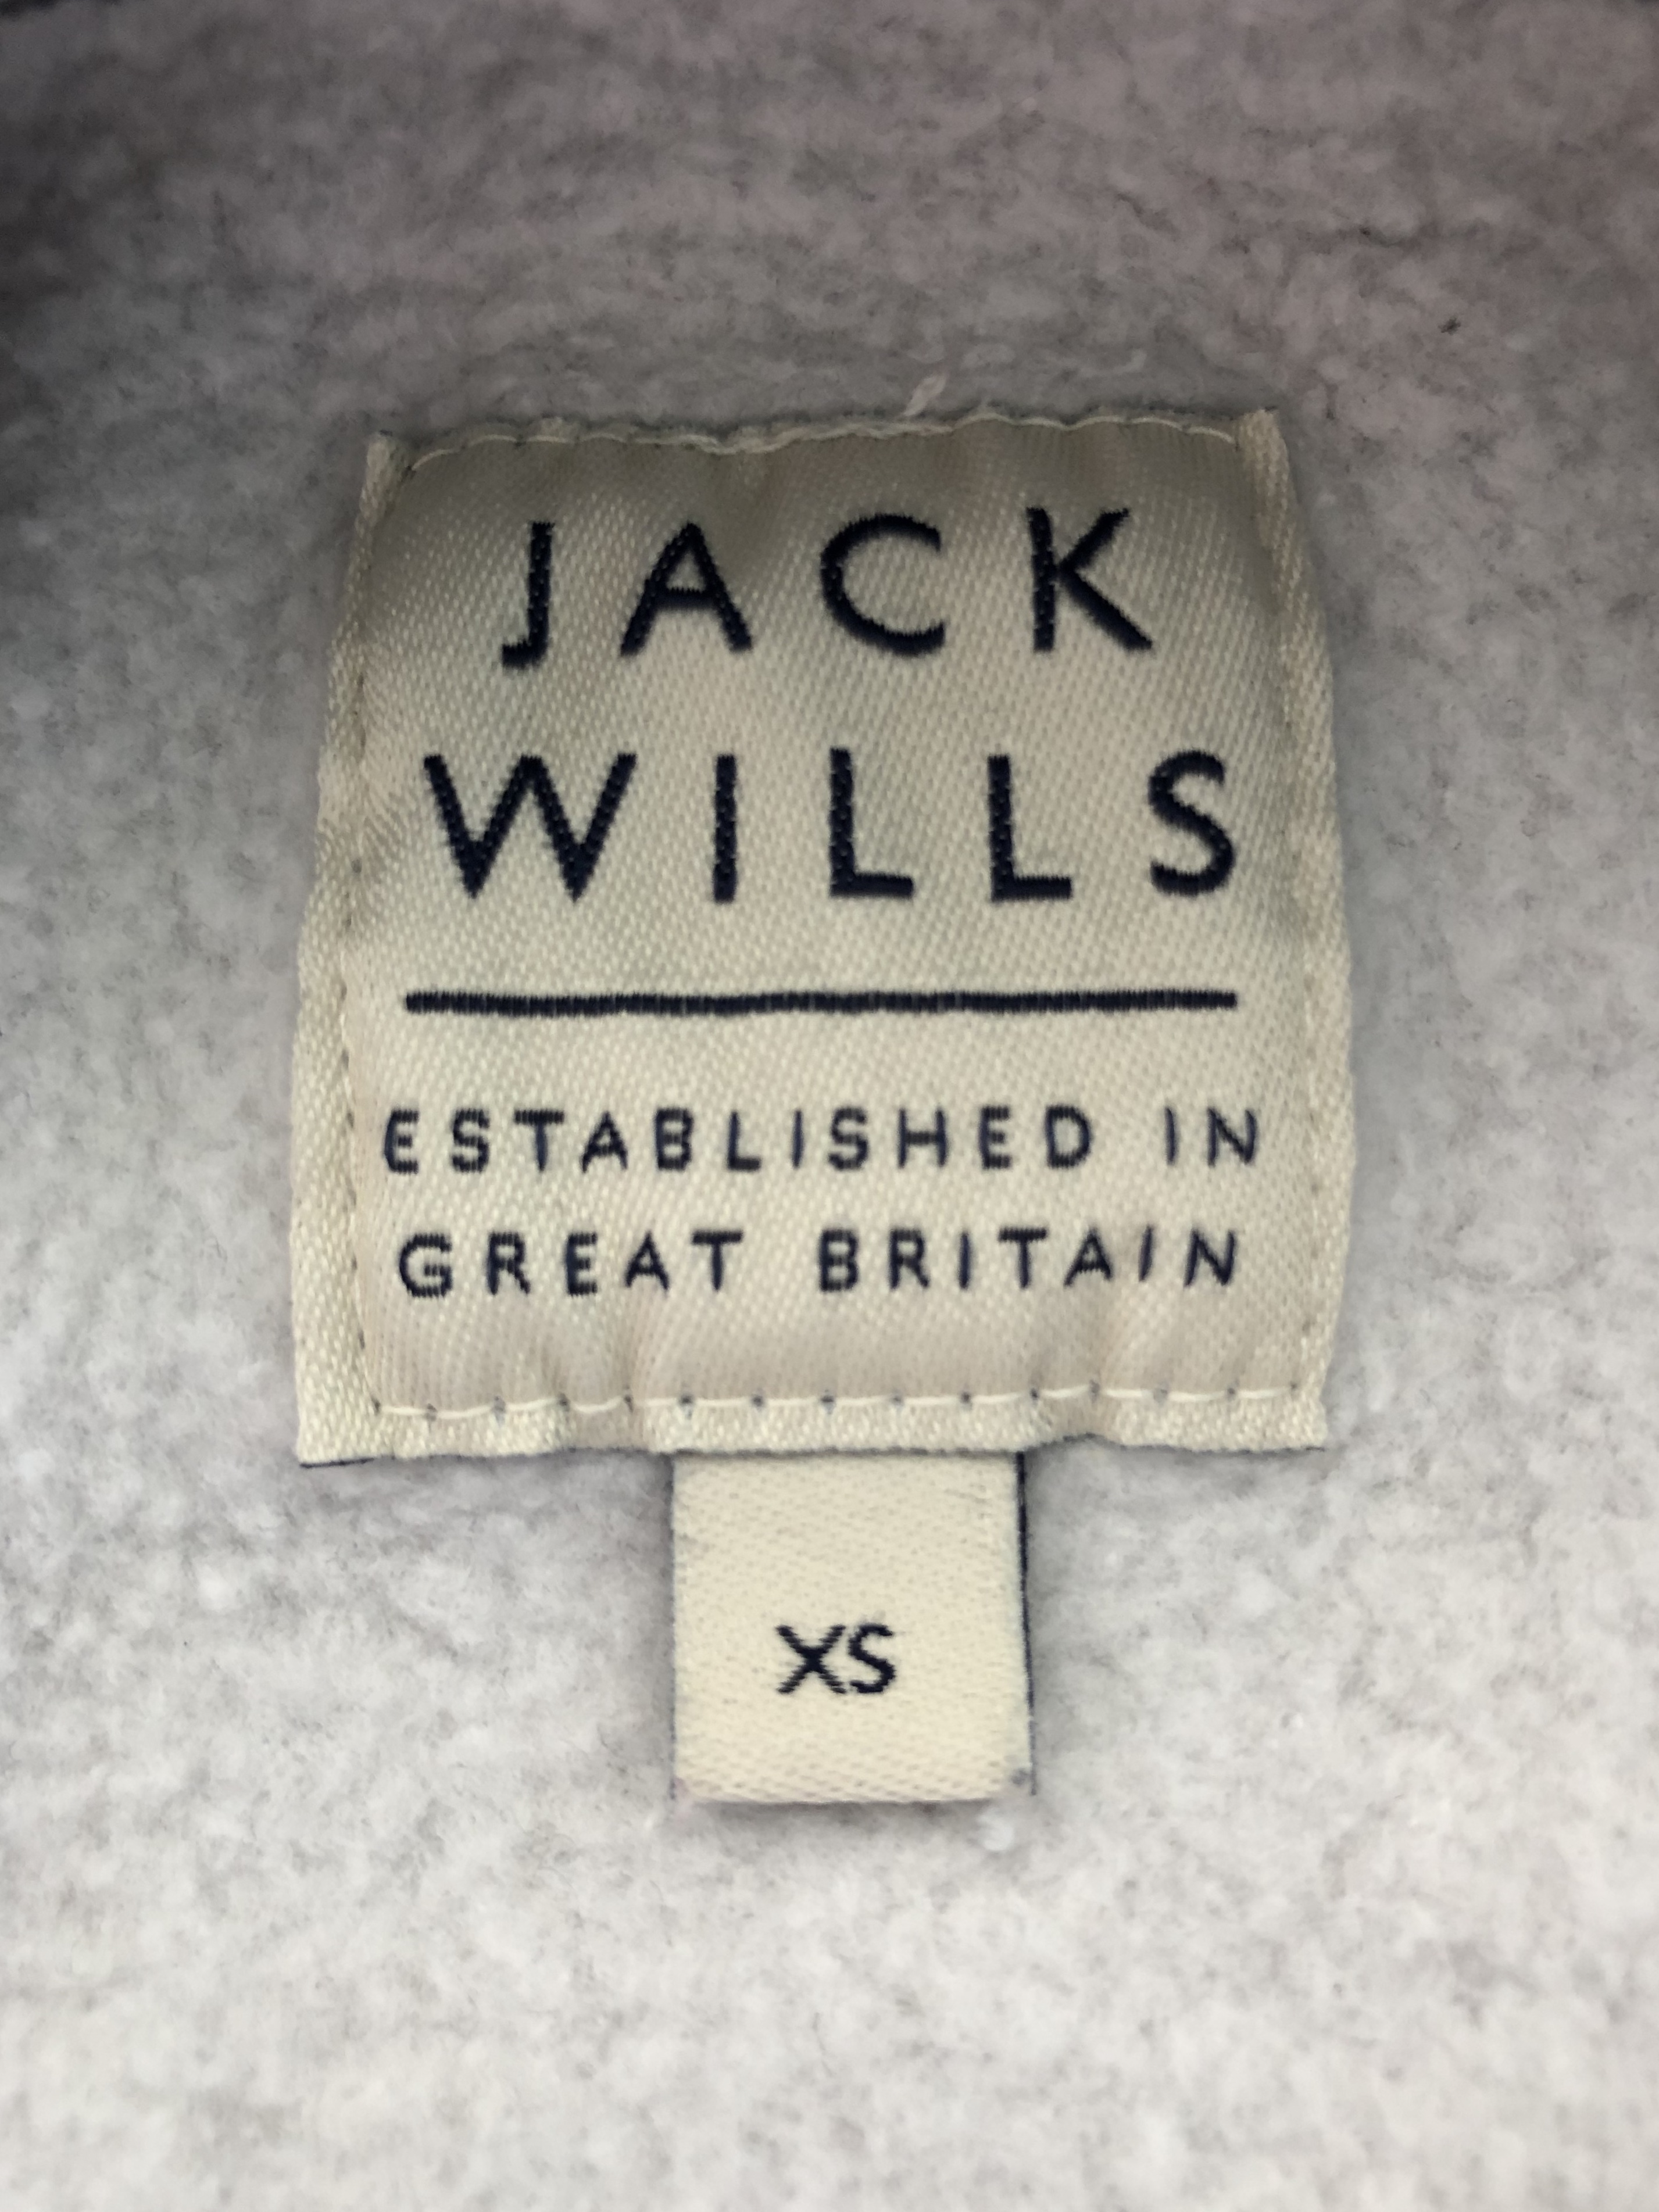 JACK
WILLS
ESTABLISHED IN
GREAT BRITAIN
XS